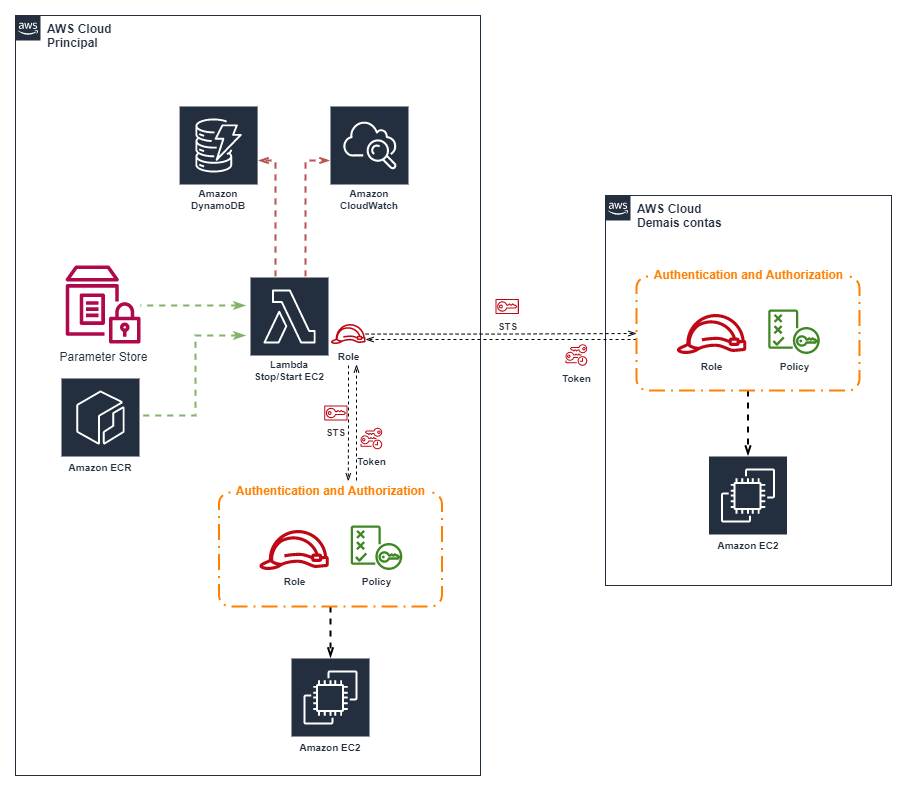 aws
AWS Cloud
Principal
Amazon
DynamoDB
Amazon
CloudWatch
Parameter Store
Lambda
Stop/Start EC2
Role
Amazon ECR
STS
Token
STS
Token
Authentication and Authorization
Role
Policy
Amazon EC2
aws
AWS Cloud
Demais contas
Authentication and Authorization
Role
Policy
Amazon EC2